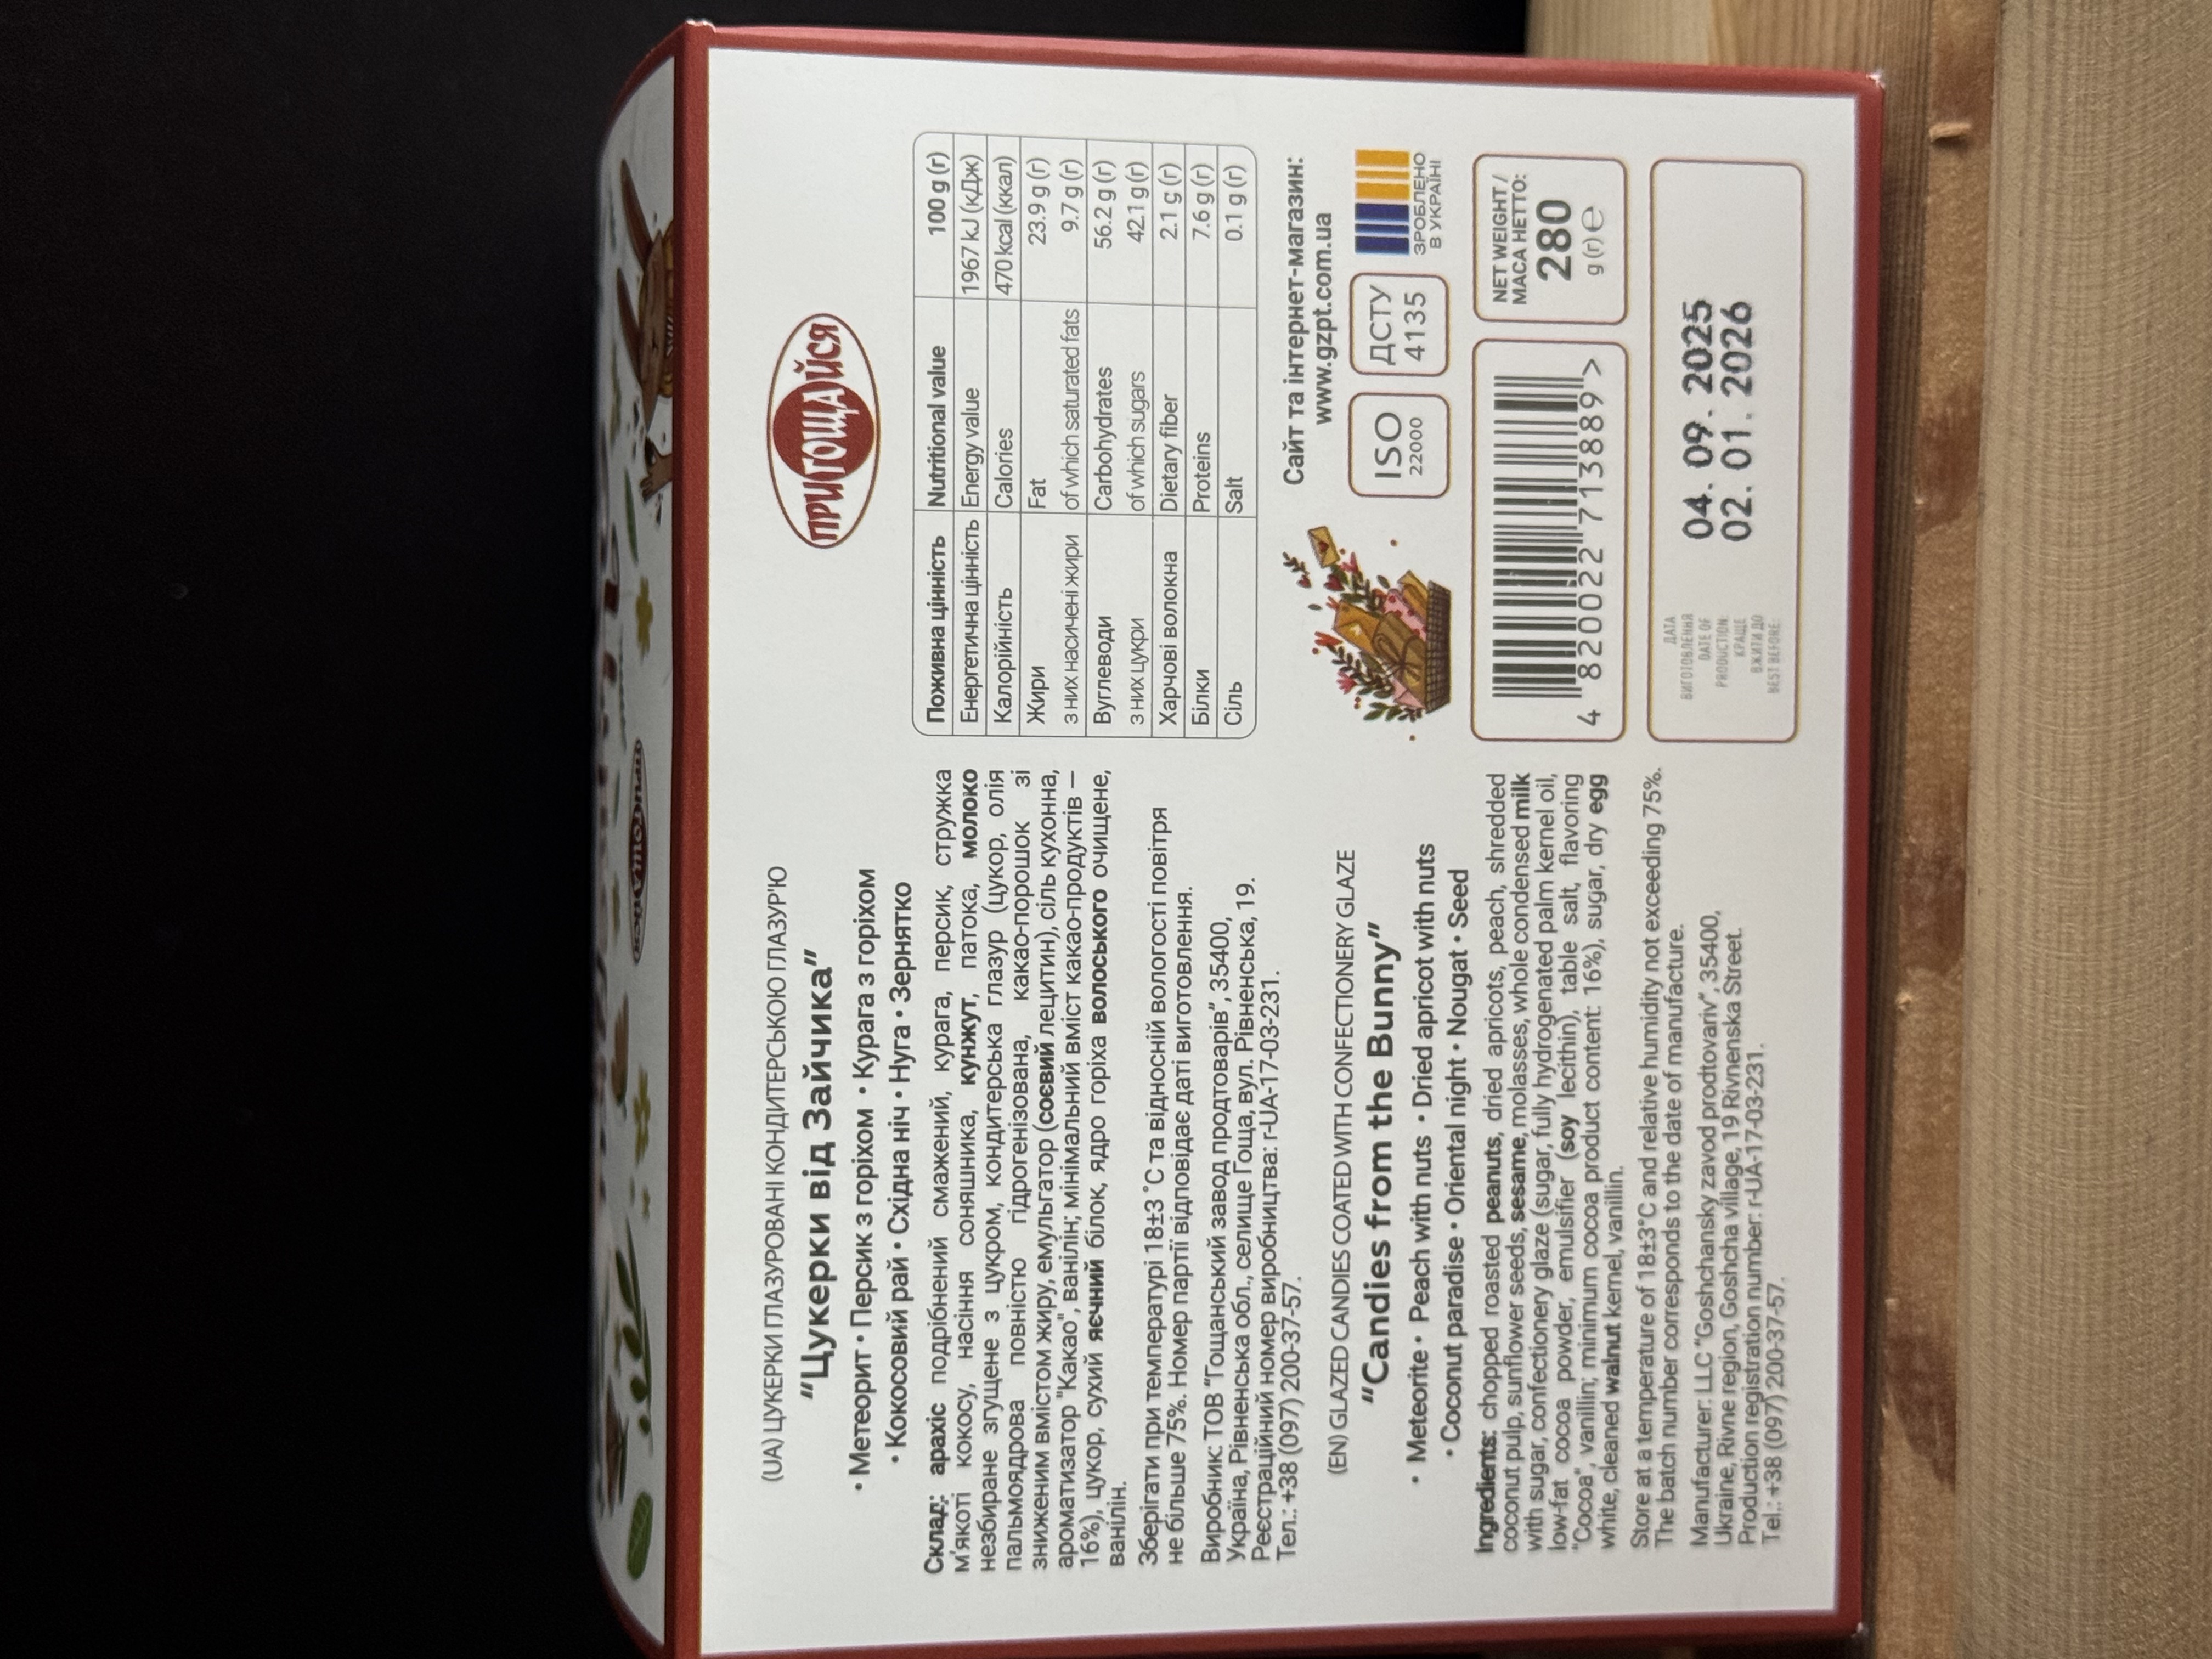 (UA) ЦУКЕРКИ ГЛАЗУРОВАНІ КОНДИТЕРСЬКОЮ ГЛАЗУР'Ю
"Цукерки від Зайчика"
• Метеорит • Персик з горіхом • Курага з горіхом
• Кокосовий рай • Східна ніч • Нуга • Зернятко
Склад: арахіс подрібнений смажений, курага, персик, стружка
м'якоті кокосу, насіння соняшника, кунжут, патока, молоко
незбиране згущене з цукром, кондитерська глазур (цукор, олія
пальмоядрова повністю гідрогенізована, какао-порошок зі
зниженим вмістом жиру, емульгатор (соєвий лецитин), сіль кухонна,
ароматизатор "Какао", ванілін; мінімальний вміст какао-продуктів –
16%), цукор, сухий яєчний білок, ядро горіха волоського очищене,
ванілін.
Зберігати при температурі 18±3 °С та відносній вологості повітря
не більше 75%. Номер партії відповідає даті виготовлення.
Виробник: ТОВ "Гощанський завод продтоварів", 35400,
Україна, Рівненська обл., селище Гоща, вул. Рівненська, 19.
Реєстраційний номер виробництва: r-UA-17-03-231.
Тел.: +38 (097) 200-37-57.
(EN) GLAZED CANDIES COATED WITH CONFECTIONERY GLAZE
"Candies from the Bunny"
• Meteorite • Peach with nuts • Dried apricot with nuts
• Coconut paradise • Oriental night • Nougat • Seed
Ingredients: chopped roasted peanuts, dried apricots, peach, shredded
coconut pulp, sunflower seeds, sesame, molasses, whole condensed milk
with sugar, confectionery glaze (sugar, fully hydrogenated palm kernel oil,
low-fat cocoa powder, emulsifier (soy lecithin), table salt, flavoring
"Cocoa", vanillin; minimum cocoa product content: 16%), sugar, dry egg
white, cleaned walnut kernel, vanillin.
Store at a temperature of 18±3°C and relative humidity not exceeding 75%.
The batch number corresponds to the date of manufacture.
Manufacturer: LLC "Goshchansky zavod prodtovariv", 35400,
Ukraine, Rivne region, Goshcha village, 19 Rivnenska Street.
Production registration number: r-UA-17-03-231.
Tel.: +38 (097) 200-37-57.
ПРИГОЩАЙСЯ
Поживна цінність Nutritional value 100 g (г)
Енергетична цінність Energy value 1967 kJ (кДж)
Калорійність Calories 470 kcal (ккал)
Жири Fat 23.9 g (г)
з них насичені жири of which saturated fats 9.7 g (г)
Вуглеводи Carbohydrates 56.2 g (г)
з них цукри of which sugars 42.1 g (г)
Харчові волокна Dietary fiber 2.1 g (г)
Білки Proteins 7.6 g (г)
Сіль Salt 0.1 g (г)
Сайт та інтернет-магазин:
www.gzpt.com.ua
ISO
22000
ДСТУ
4135
ЗРОБЛЕНО
В УКРАЇНІ
4 820022 713889 >
NET WEIGHT /
МАСА НЕТТО:
280
g (г) ℮
ДАТА
ВИГОТОВЛЕННЯ
DATE OF
PRODUCTION:
КРАЩЕ
ВЖИТИ ДО
BEST BEFORE:
04. 09. 2025
02. 01. 2026